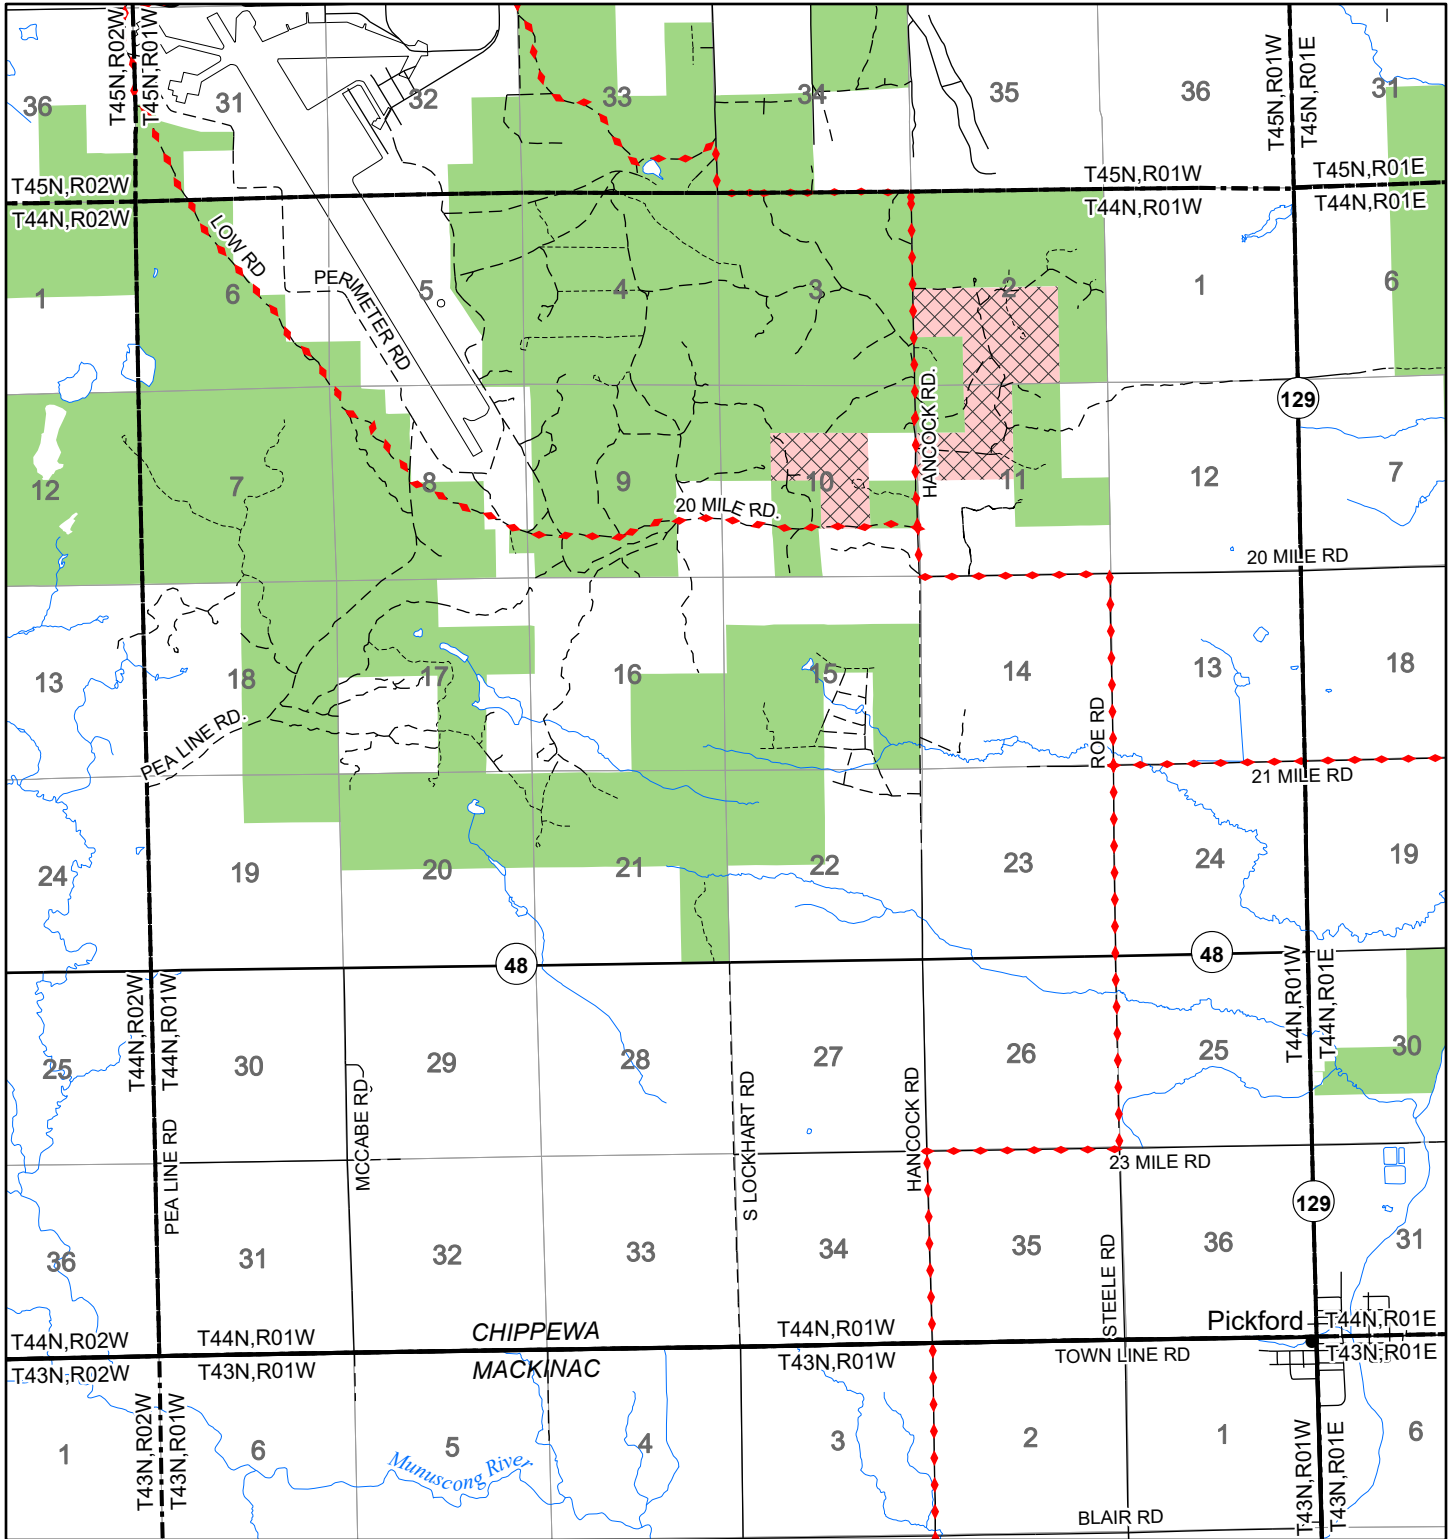 T45N,R02W
T45N,R01W
T45N,R01W
T45N,R01E
36
31
32
33
34
35
36
31
T45N,R02W
T45N,R01W
T45N,R01E
T44N,R02W
T44N,R01W
T44N,R01E
LOW RD
PERIMETER RD
1
6
5
4
3
2
1
6
HANCOCK RD.
129
12
7
8
9
10
11
12
7
20 MILE RD.
20 MILE RD
13
18
17
16
15
14
13
18
PEA LINE RD.
ROE RD
21 MILE RD
24
19
20
21
22
23
24
19
48
48
T44N,R02W
T44N,R01W
T44N,R01W
T44N,R01E
25
30
29
28
27
26
25
30
PEA LINE RD
MCCABE RD
S LOCKHART RD
HANCOCK RD
23 MILE RD
129
36
31
32
33
34
35
36
31
STEELE RD
Pickford
T44N,R02W
T44N,R01W
CHIPPEWA
T44N,R01W
T44N,R01E
T43N,R02W
T43N,R01W
MACKINAC
T43N,R01W
TOWN LINE RD
T43N,R01E
T43N,R02W
T43N,R01W
T43N,R01W
T43N,R01E
1
6
5
4
3
2
1
6
Munuscong River
BLAIR RD